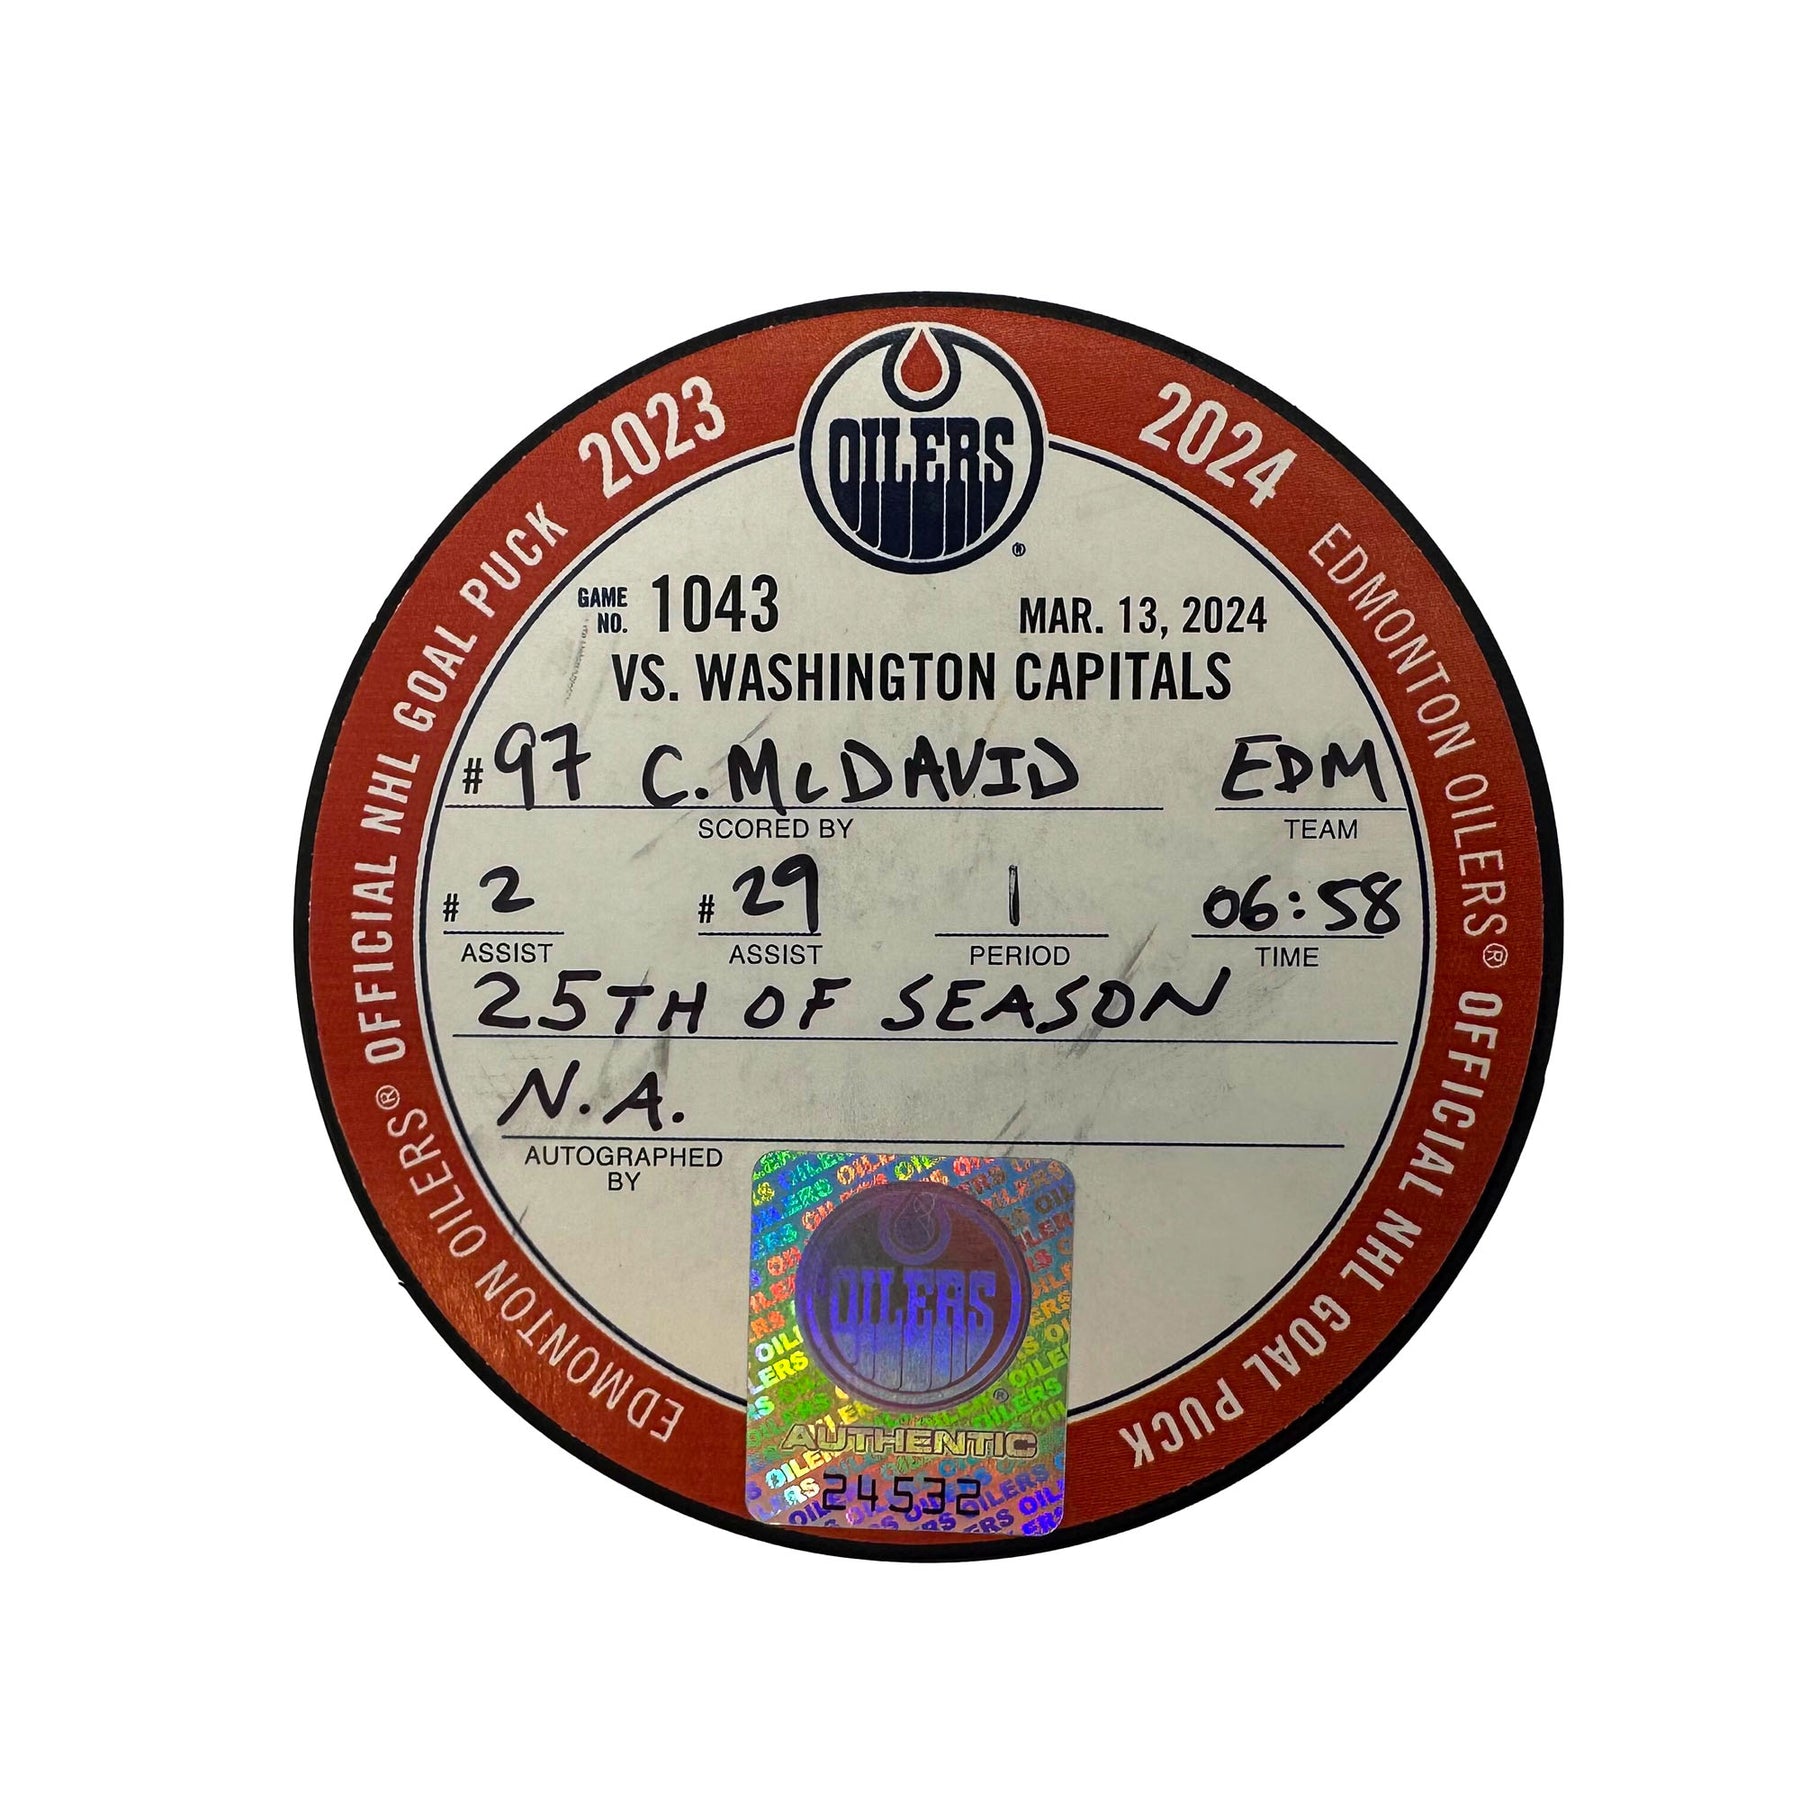 2023 2024
OILERS ®
OFFICIAL NHL GOAL PUCK
EDMONTON OILERS®
EDMONTON OILERS®
OFFICIAL NHL GOAL PUCK
GAME NO. 1043 MAR. 13, 2024
VS. WASHINGTON CAPITALS
# 97 C. McDAVID EDM
SCORED BY TEAM
# 2 # 29 1 06:58
ASSIST ASSIST PERIOD TIME
25TH OF SEASON
N.A.
AUTOGRAPHED
BY
OILERS ®
AUTHENTIC
24532